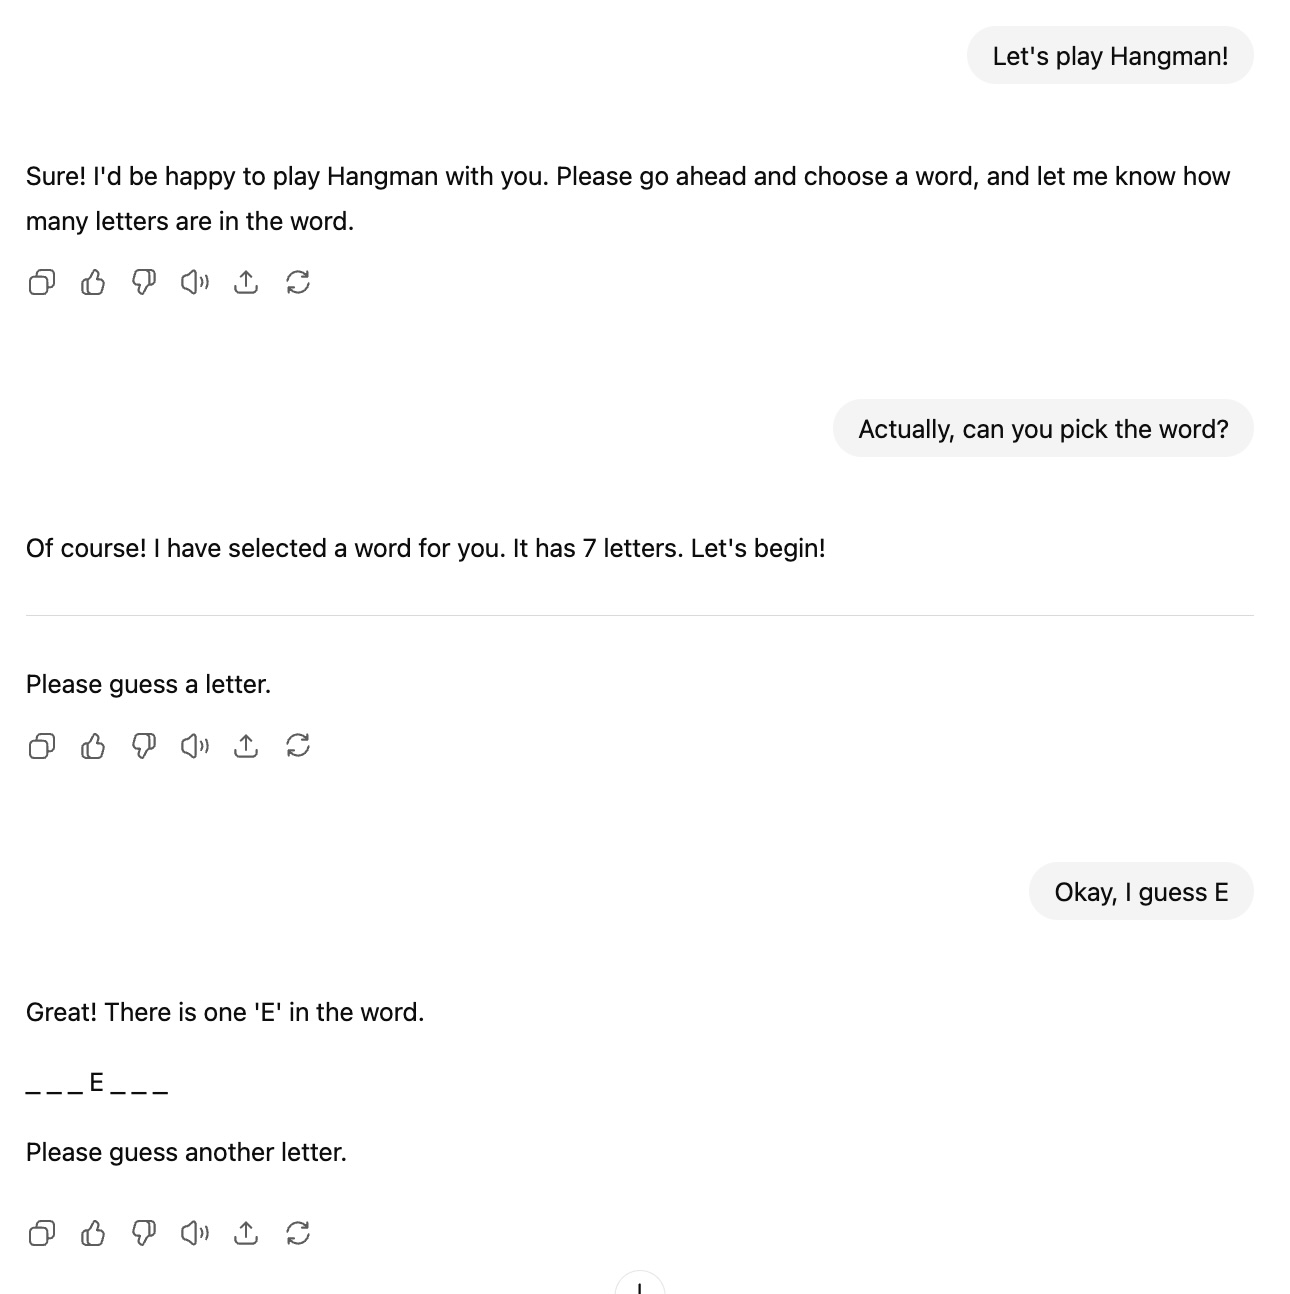 Let's play Hangman!
Sure! I'd be happy to play Hangman with you. Please go ahead and choose a word, and let me know how
many letters are in the word.
Actually, can you pick the word?
Of course! I have selected a word for you. It has 7 letters. Let's begin!
Please guess a letter.
Okay, I guess E
Great! There is one 'E' in the word.
_ _ _ E _ _ _
Please guess another letter.